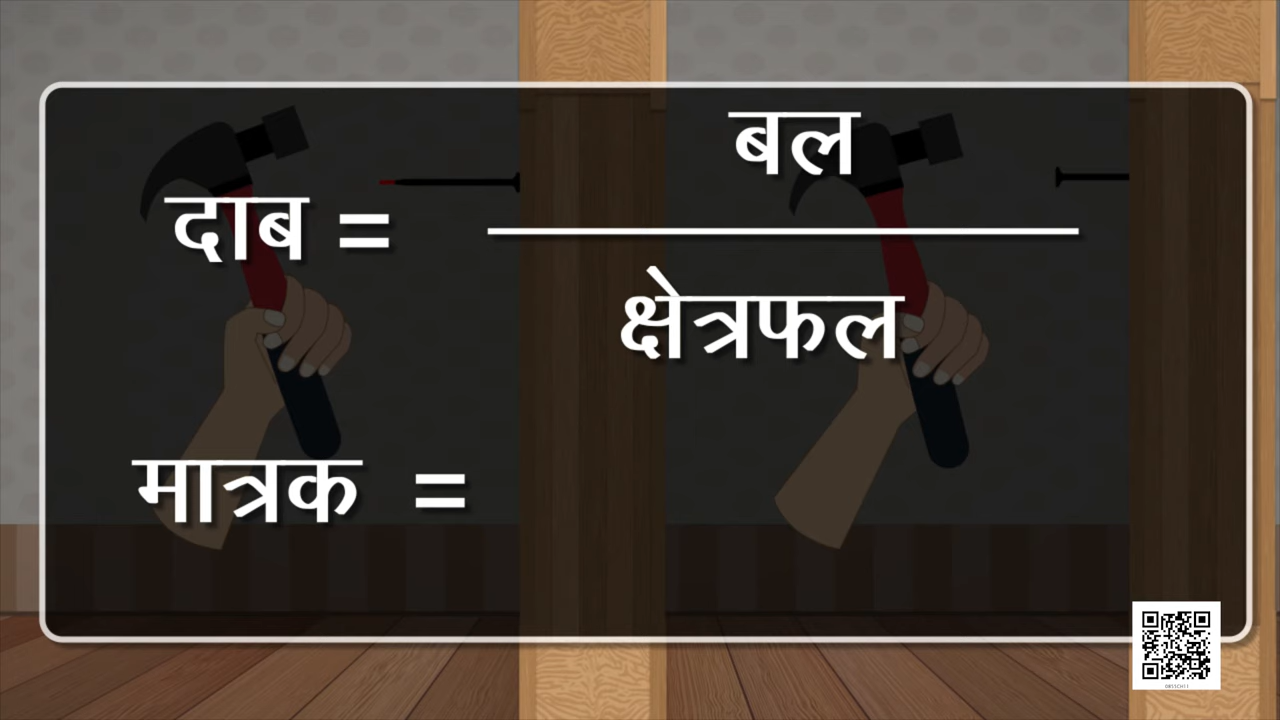 बल
दाब =
क्षेत्रफल
मात्रक =